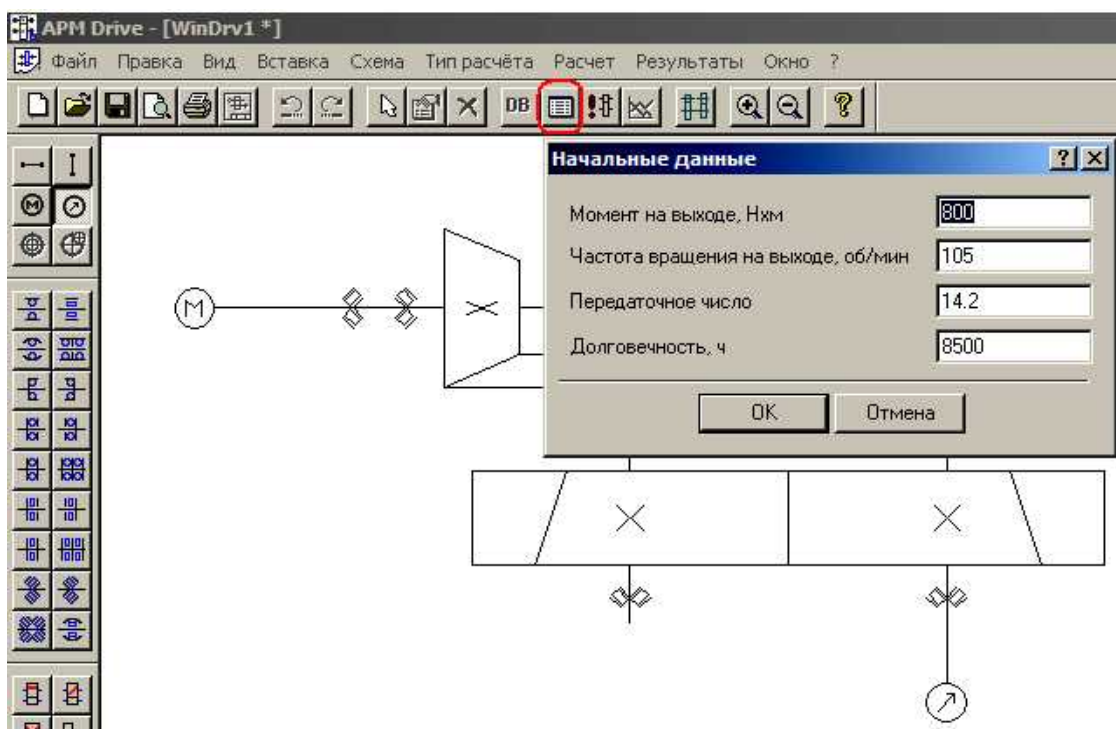 APM Drive - [WinDrv1 *]
Файл Правка Вид Вставка Схема Тип расчёта Расчет Результаты Окно ?
DB
Начальные данные
Момент на выходе, Нхм 800
Частота вращения на выходе, об/мин 105
Передаточное число 14.2
Долговечность, ч 8500
OK Отмена
M